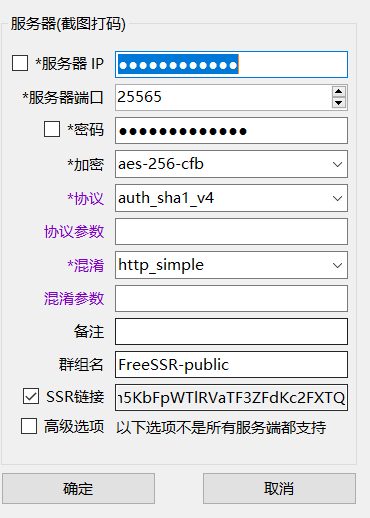 服务器(截图打码)
*服务器 IP ●●●●●●●●●●●●
*服务器端口 25565
*密码 ●●●●●●●●●●●●●
*加密 aes-256-cfb
*协议 auth_sha1_v4
协议参数
*混淆 http_simple
混淆参数
备注
群组名 FreeSSR-public
SSR链接
高级选项 以下选项不是所有服务端都支持
确定 取消